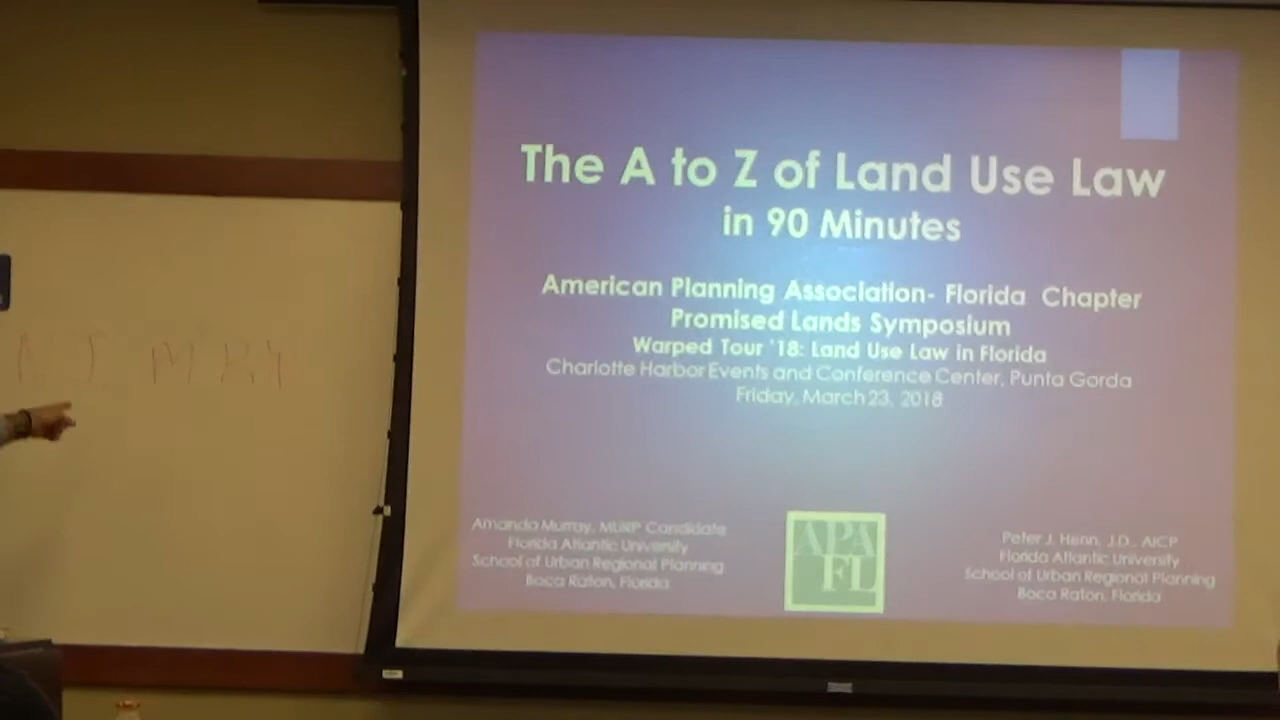 The A to Z of Land Use Law
in 90 Minutes
American Planning Association- Florida Chapter
Promised Lands Symposium
Warped Tour '18: Land Use Law in Florida
Charlotte Harbor Events and Conference Center, Punta Gorda
Friday, March 23, 2018
Amanda Murray, MURP Candidate
Florida Atlantic University
School of Urban Regional Planning
Boca Raton, Florida
APA
FL
Peter J. Henn, J.D., AICP
Florida Atlantic University
School of Urban Regional Planning
Boca Raton, Florida